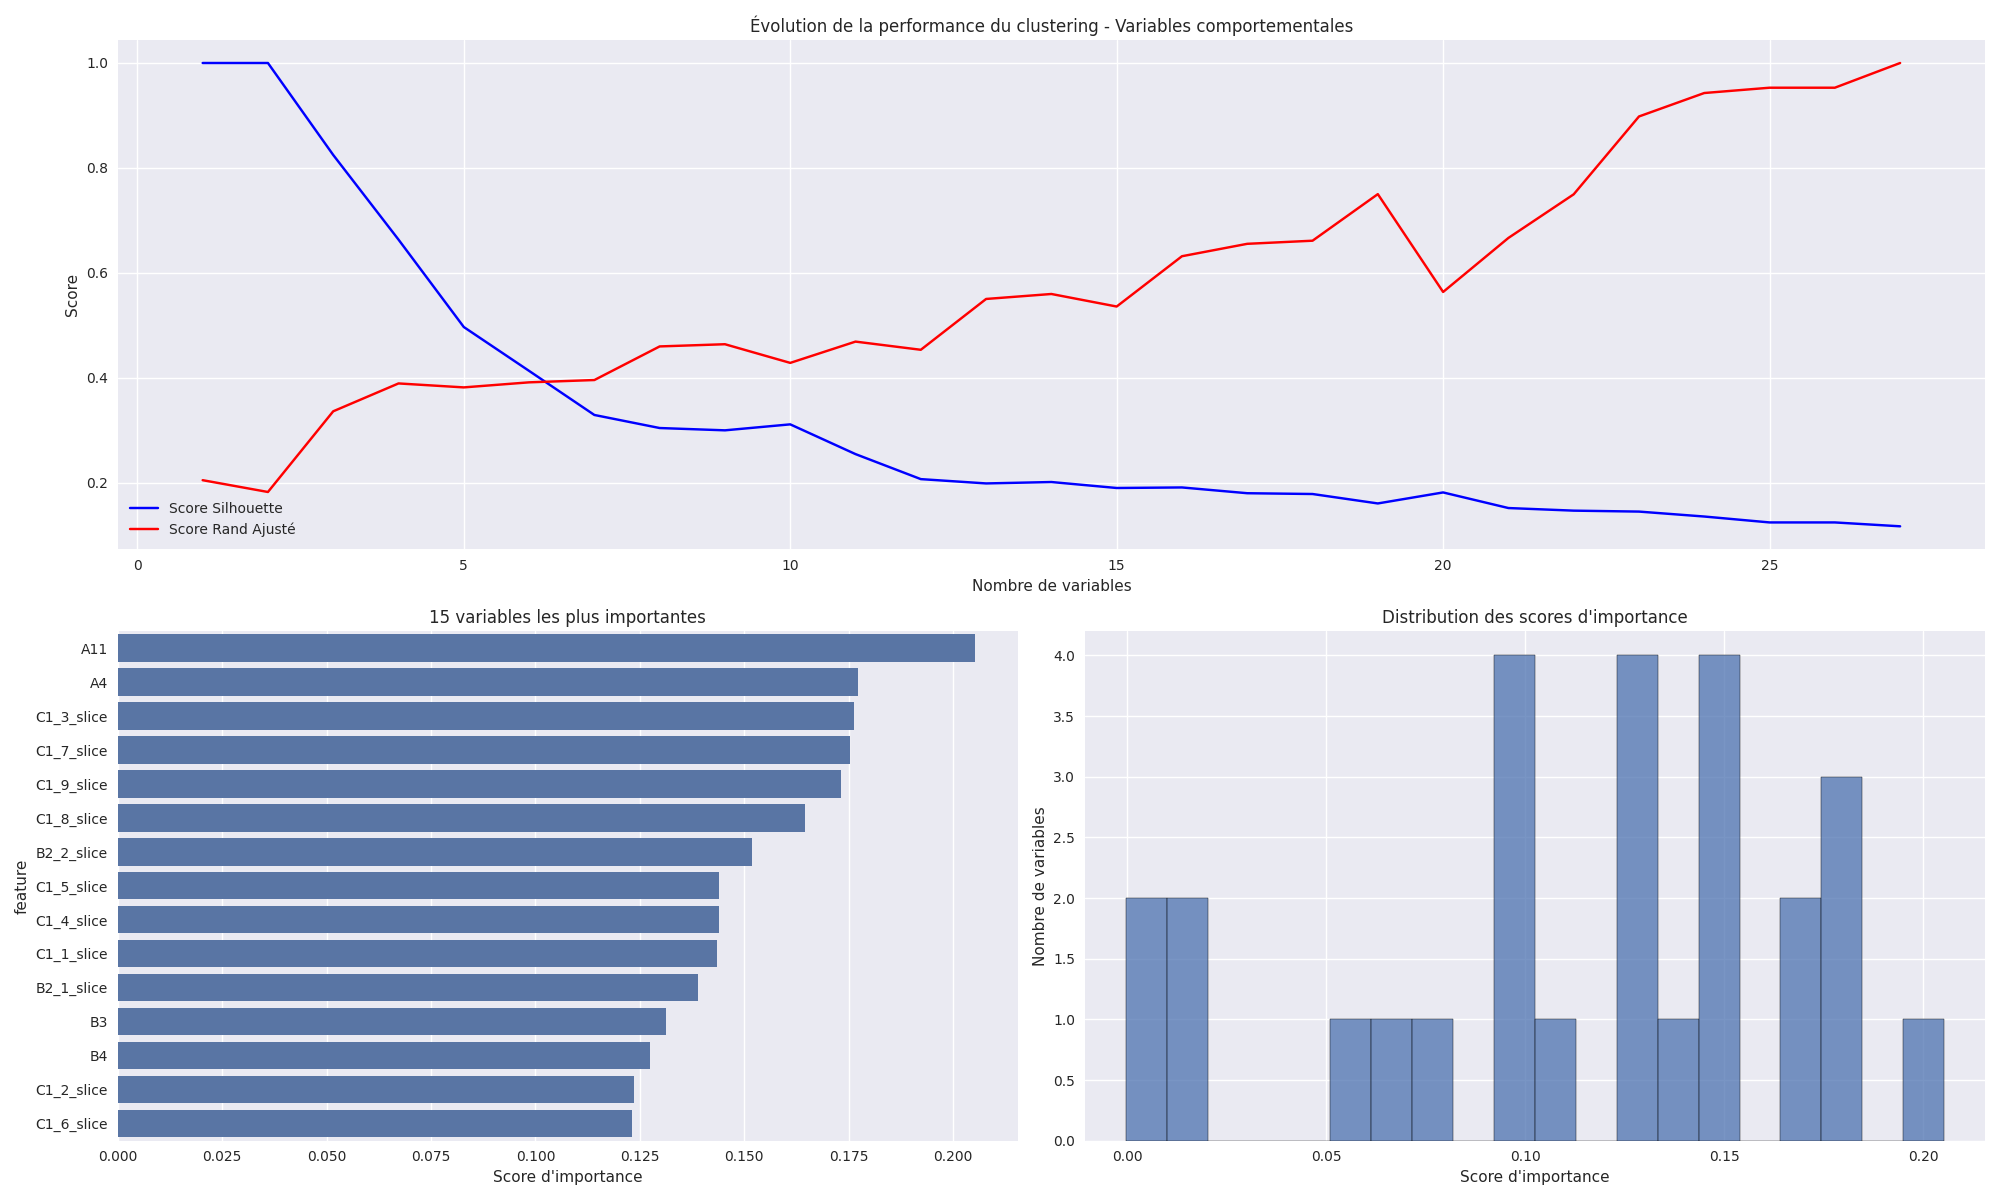 Évolution de la performance du clustering - Variables comportementales
Score
1.0
0.8
0.6
0.4
0.2
Score Silhouette
Score Rand Ajusté
0 5 10 15 20 25
Nombre de variables
15 variables les plus importantes
feature
A11
A4
C1_3_slice
C1_7_slice
C1_9_slice
C1_8_slice
B2_2_slice
C1_5_slice
C1_4_slice
C1_1_slice
B2_1_slice
B3
B4
C1_2_slice
C1_6_slice
0.000 0.025 0.050 0.075 0.100 0.125 0.150 0.175 0.200
Score d'importance
Distribution des scores d'importance
Nombre de variables
4.0
3.5
3.0
2.5
2.0
1.5
1.0
0.5
0.0
0.00 0.05 0.10 0.15 0.20
Score d'importance